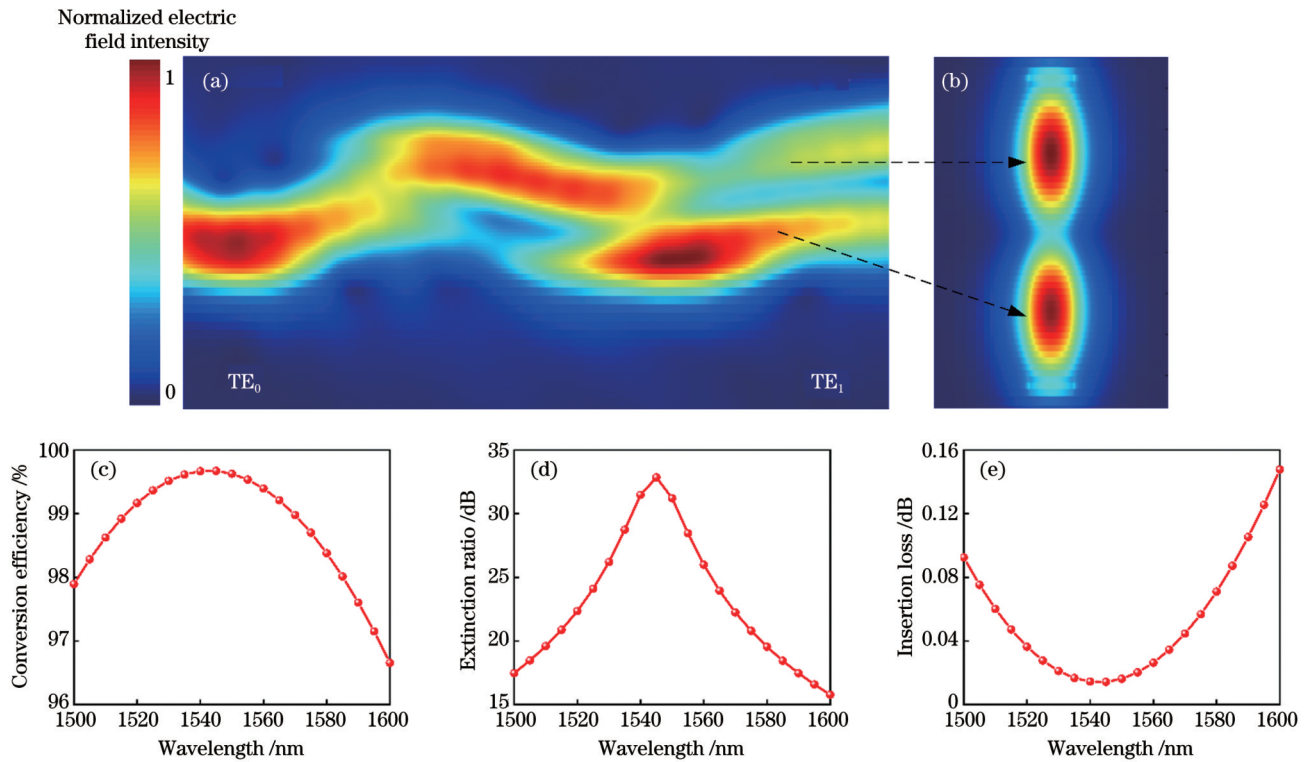 Normalized electric
field intensity
1
0
(a)
TE₀
TE₁
(b)
(c)
Conversion efficiency /%
100
99
98
97
96
1500 1520 1540 1560 1580 1600
Wavelength /nm
(d)
Extinction ratio /dB
35
30
25
20
15
1500 1520 1540 1560 1580 1600
Wavelength /nm
(e)
Insertion loss /dB
0.16
0.12
0.08
0.04
0
1500 1520 1540 1560 1580 1600
Wavelength /nm